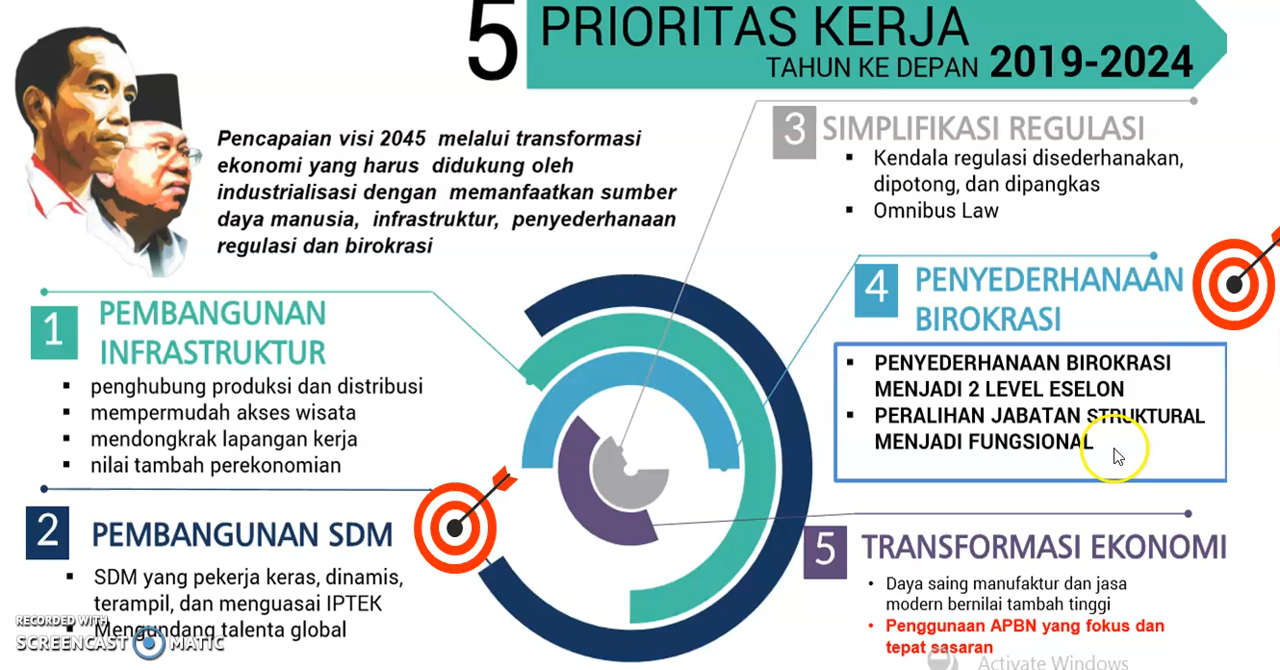 5 PRIORITAS KERJA
TAHUN KE DEPAN 2019-2024
Pencapaian visi 2045 melalui transformasi
ekonomi yang harus didukung oleh
industrialisasi dengan memanfaatkan sumber
daya manusia, infrastruktur, penyederhanaan
regulasi dan birokrasi
1 PEMBANGUNAN
INFRASTRUKTUR
▪ penghubung produksi dan distribusi
▪ mempermudah akses wisata
▪ mendongkrak lapangan kerja
▪ nilai tambah perekonomian
2 PEMBANGUNAN SDM
▪ SDM yang pekerja keras, dinamis,
terampil, dan menguasai IPTEK
▪ Mengundang talenta global
3 SIMPLIFIKASI REGULASI
▪ Kendala regulasi disederhanakan,
dipotong, dan dipangkas
▪ Omnibus Law
4 PENYEDERHANAAN
BIROKRASI
▪ PENYEDERHANAAN BIROKRASI
MENJADI 2 LEVEL ESELON
▪ PERALIHAN JABATAN STRUKTURAL
MENJADI FUNGSIONAL
5 TRANSFORMASI EKONOMI
• Daya saing manufaktur dan jasa
modern bernilai tambah tinggi
• Penggunaan APBN yang fokus dan
tepat sasaran
RECORDED WITH
SCREENCAST MATIC
Activate Windows